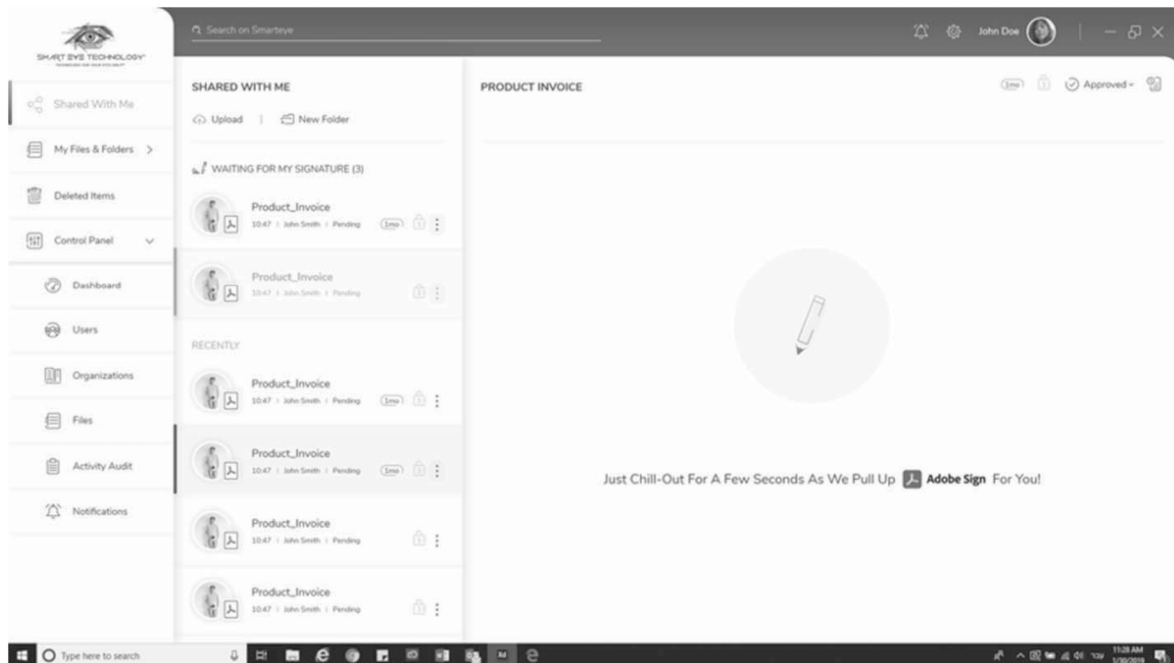 SMART EYE TECHNOLOGY
Search on Smarteye
John Doe
Shared With Me
My Files & Folders
Deleted Items
Control Panel
Dashboard
Users
Organizations
Files
Activity Audit
Notifications
SHARED WITH ME
Upload | New Folder
WAITING FOR MY SIGNATURE (3)
Product_Invoice
10:47 | John Smith | Pending 1mo
Product_Invoice
10:47 | John Smith | Pending
RECENTLY
Product_Invoice
10:47 | John Smith | Pending 1mo
Product_Invoice
10:47 | John Smith | Pending 1mo
Product_Invoice
10:47 | John Smith | Pending
Product_Invoice
10:47 | John Smith | Pending
PRODUCT INVOICE
1mo Approved
Just Chill-Out For A Few Seconds As We Pull Up Adobe Sign For You!
Type here to search
11:28 AM
1/30/2019